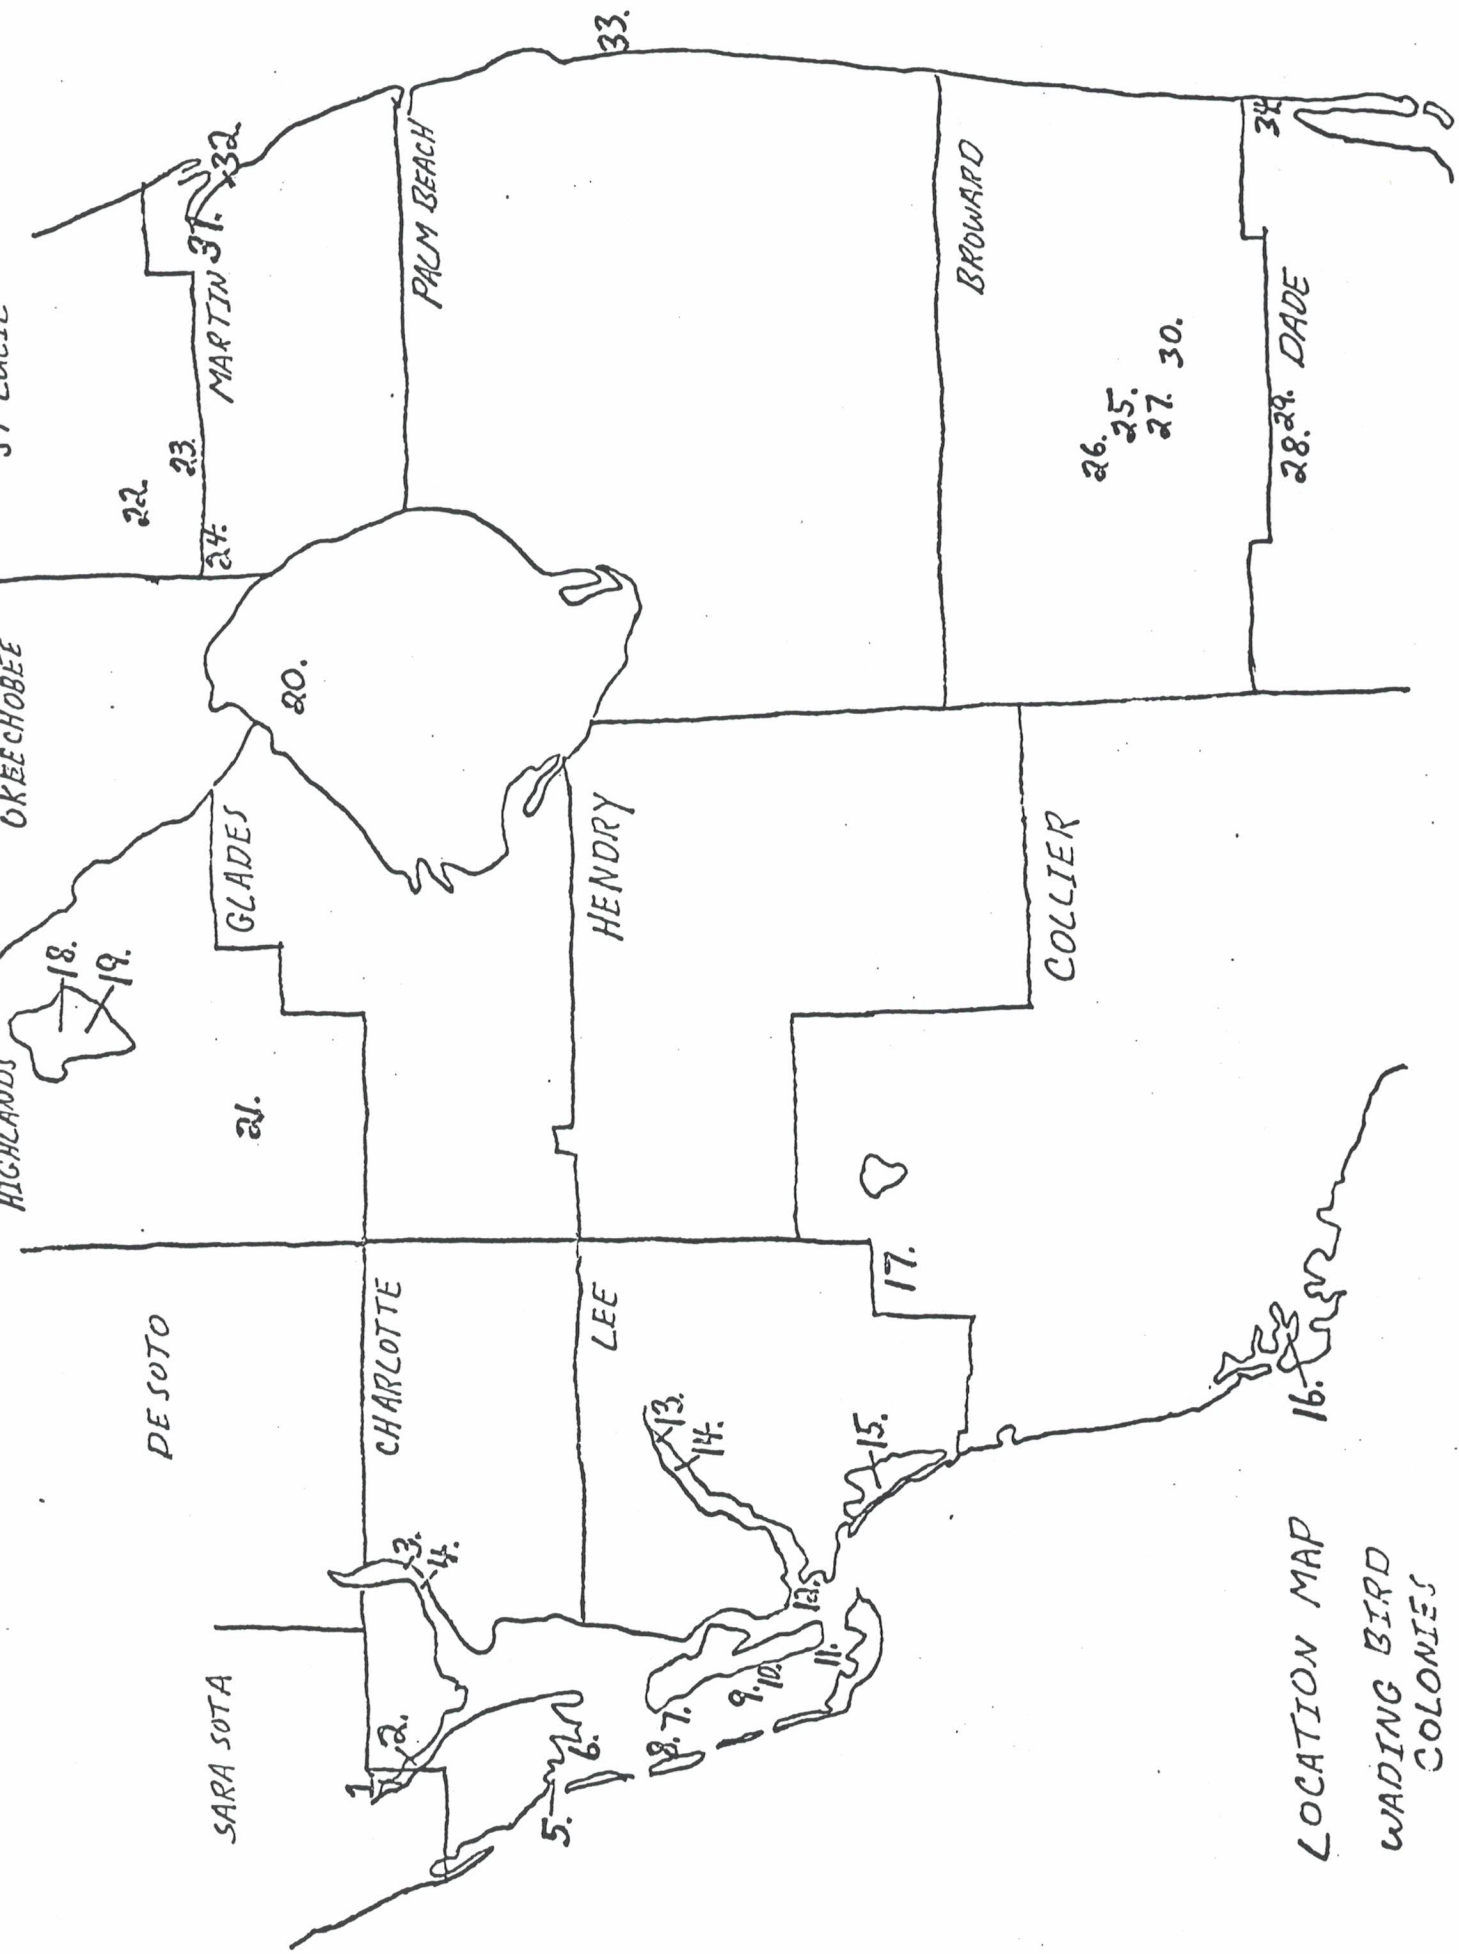 HIGHLANDS
OKEECHOBEE
ST LUCIE
18.
19.
22.
DE SOTO
23.
SARA SOTA
MARTIN
31.
32.
24.
GLADES
21.
20.
1.
2.
CHARLOTTE
3.
4.
PALM BEACH
5.
6.
LEE
HENDRY
33.
8. 7.
13.
14.
9.
10.
11.
12.
15.
17.
BROWARD
COLLIER
26.
25.
27.
30.
16.
28. 29.
DADE
34.
LOCATION MAP
WADING BIRD
COLONIES